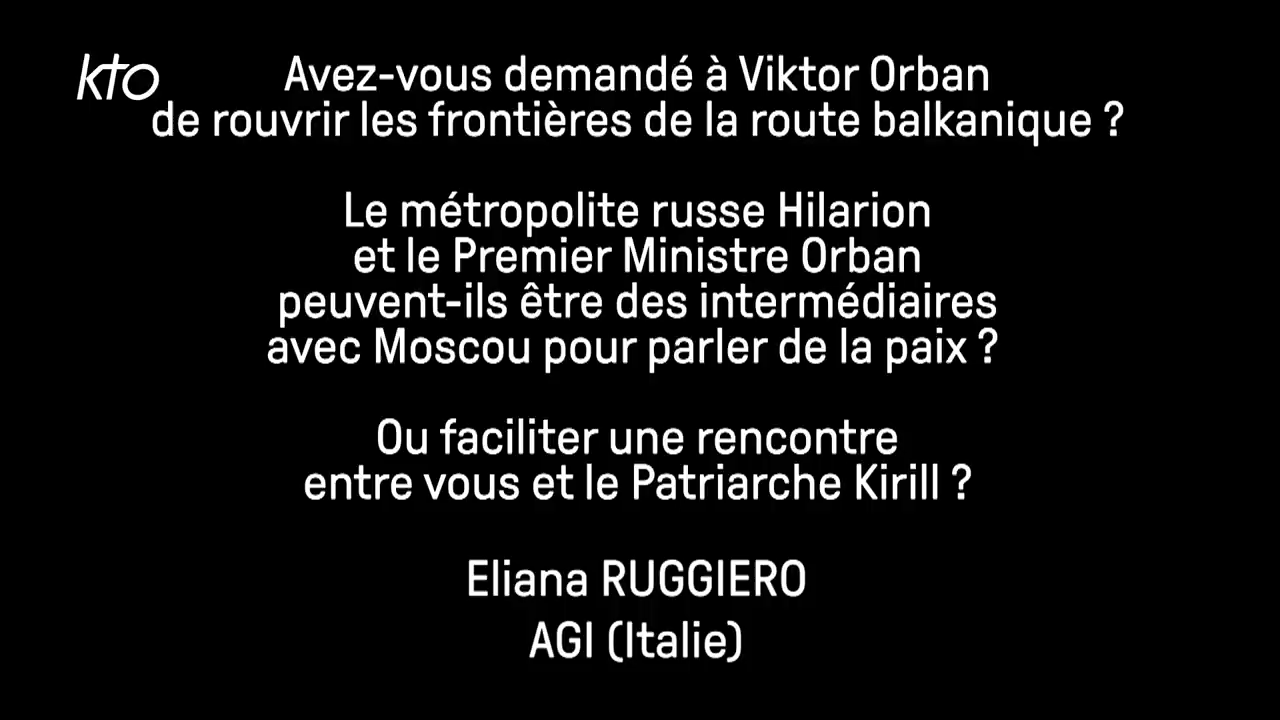 kto
Avez-vous demandé à Viktor Orban
de rouvrir les frontières de la route balkanique ?
Le métropolite russe Hilarion
et le Premier Ministre Orban
peuvent-ils être des intermédiaires
avec Moscou pour parler de la paix ?
Ou faciliter une rencontre
entre vous et le Patriarche Kirill ?
Eliana RUGGIERO
AGI (Italie)